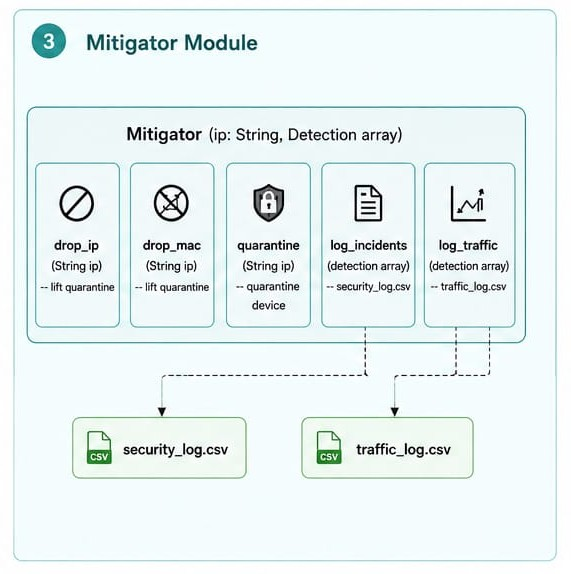 3 Mitigator Module
Mitigator (ip: String, Detection array)
drop_ip
(String ip)
-- lift quarantine
drop_mac
(String ip)
-- lift quarantine
quarantine
(String ip)
-- quarantine
device
log_incidents
(detection array)
-- security_log.csv
log_traffic
(detection array)
-- traffic_log.csv
CSV security_log.csv
CSV traffic_log.csv